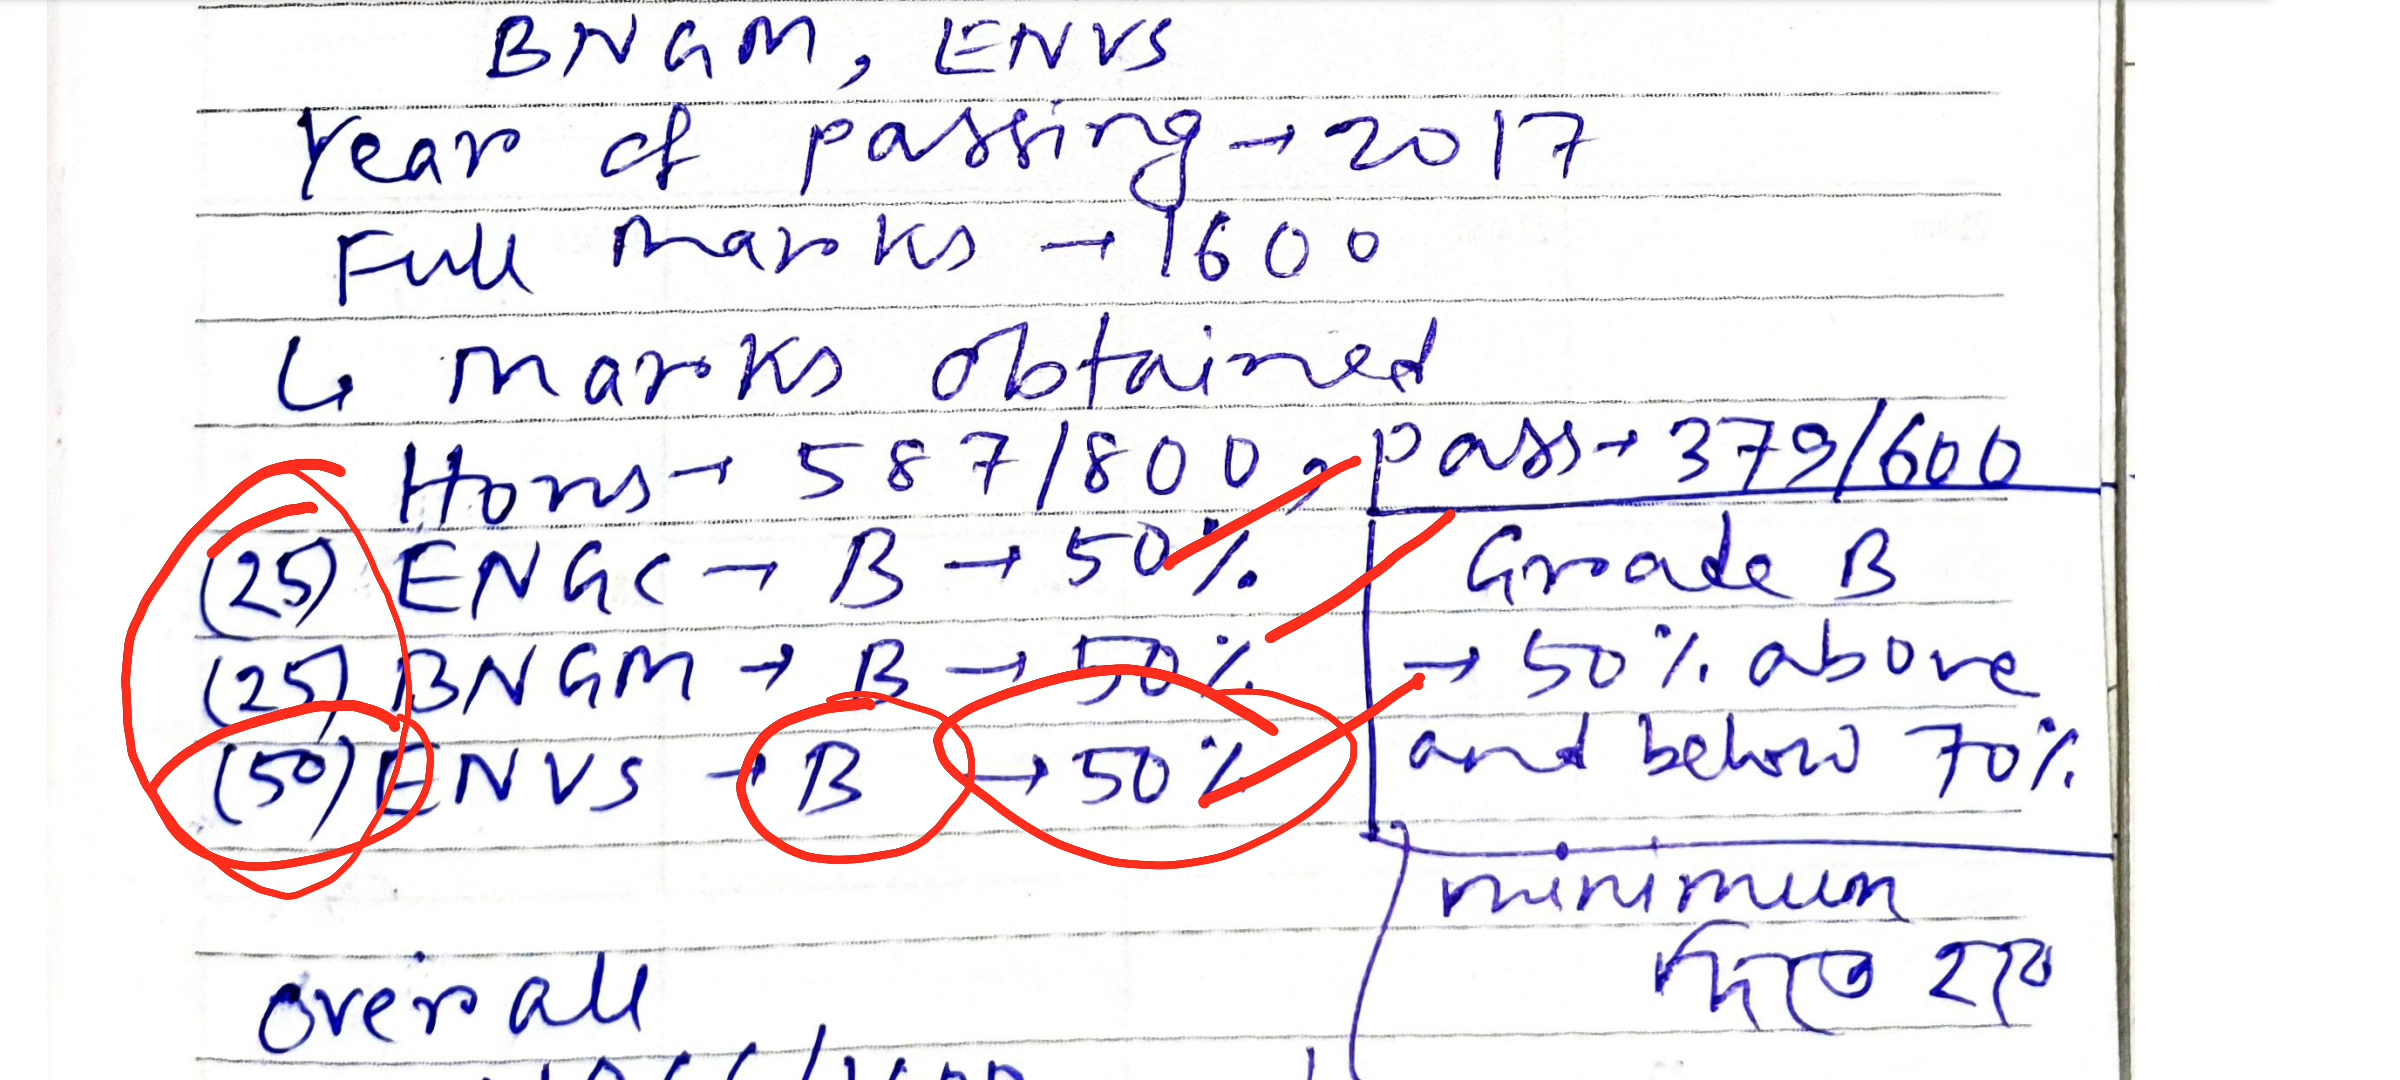 BNGM, ENVS
Year of passing → 2017
Full marks → 1600
↳ marks obtained
Hons → 587/800, pass → 379/600
(25) ENGC → B → 50%
(25) BNGM → B → 50%
(50) ENVS → B → 50%
Grade B
→ 50% above
and below 70%
minimum
দিতে হবে
overall